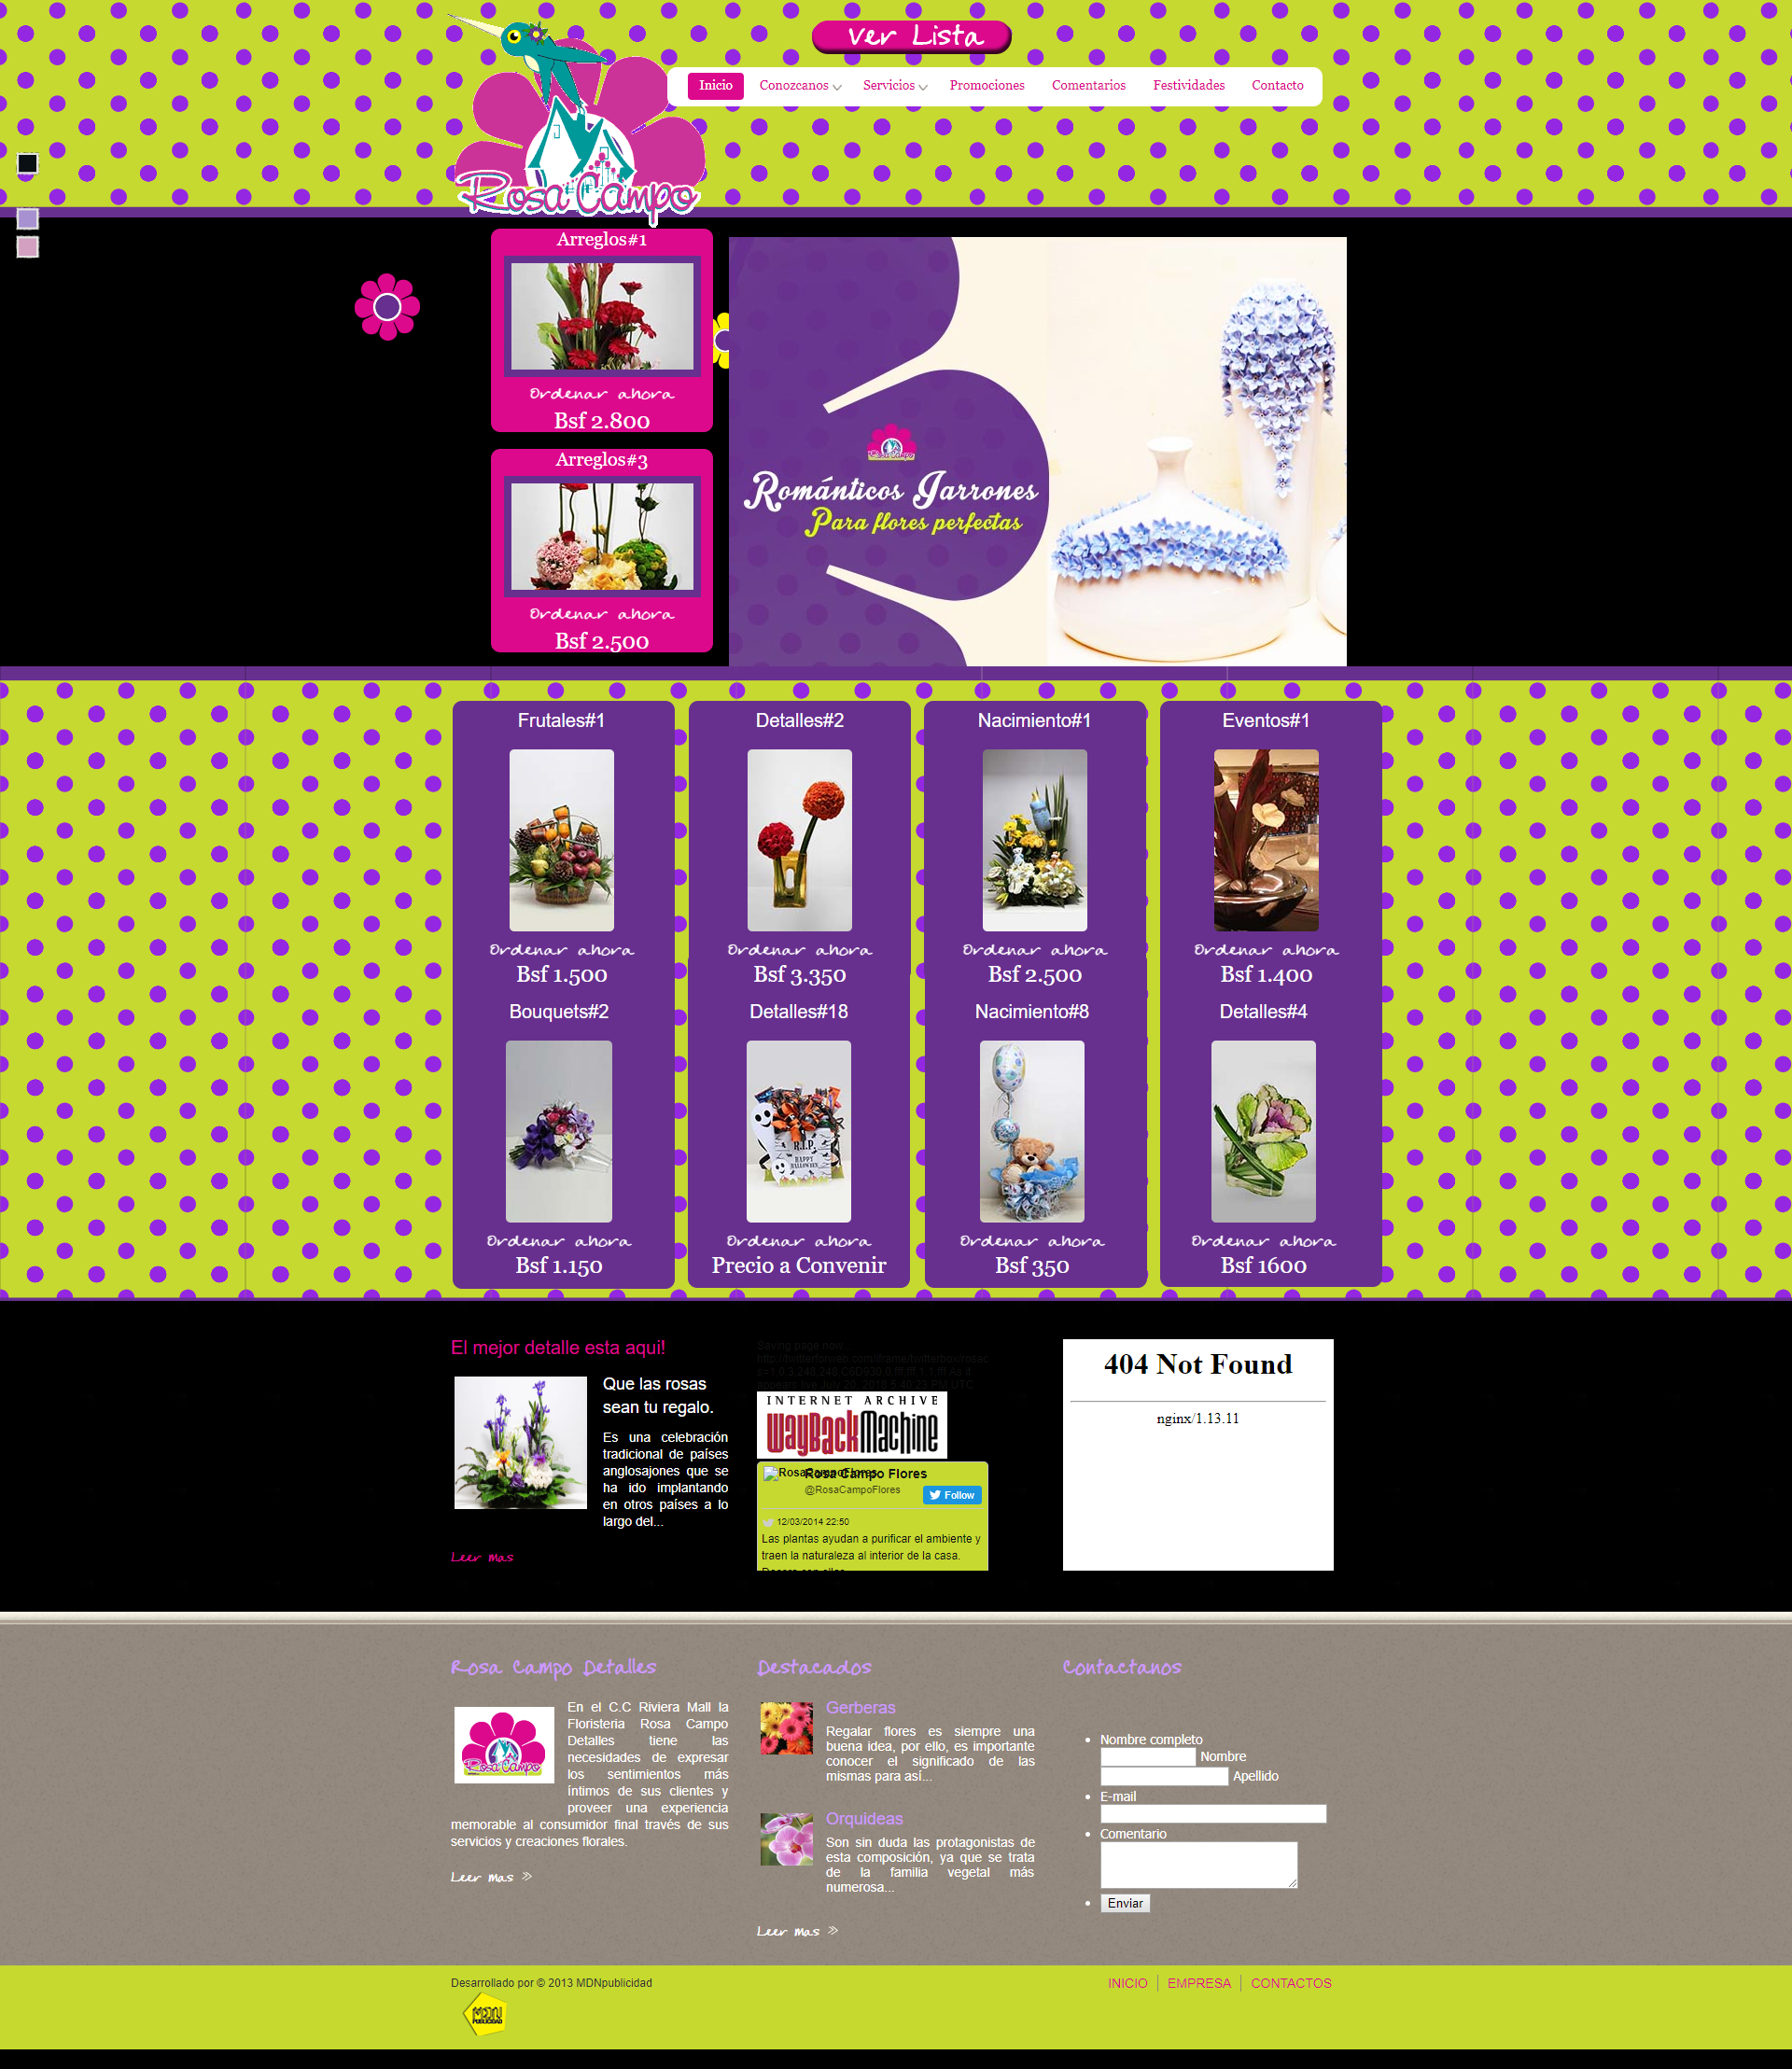 ver Lista
Inicio
Conozcanos
Servicios
Promociones
Comentarios
Festividades
Contacto
Rosa Campo
Arreglos#1
Ordenar ahora
Bsf 2.800
Arreglos#3
Ordenar ahora
Bsf 2.500
Rosa Campo
Románticos Jarrones
Para flores perfectas
Frutales#1
Ordenar ahora
Bsf 1.500
Detalles#2
Ordenar ahora
Bsf 3.350
Nacimiento#1
Ordenar ahora
Bsf 2.500
Eventos#1
Ordenar ahora
Bsf 1.400
Bouquets#2
Ordenar ahora
Bsf 1.150
Detalles#18
R.I.P.
HAPPY
HALLOWEEN
Ordenar ahora
Precio a Convenir
Nacimiento#8
Ordenar ahora
Bsf 350
Detalles#4
Ordenar ahora
Bsf 1600
El mejor detalle esta aqui!
Que las rosas
sean tu regalo.
Es una celebración
tradicional de países
anglosajones que se
ha ido implantando
en otros países a lo
largo del...
Leer mas
Saving page now...
INTERNET ARCHIVE
WayBackMachine
RosaCampoFlores
Rosa Campo Flores
@RosaCampoFlores
Follow
12/03/2014 22:50
Las plantas ayudan a purificar el ambiente y
traen la naturaleza al interior de la casa.
404 Not Found
nginx/1.13.11
Rosa Campo Detalles
Rosa Campo
En el C.C Riviera Mall la
Floristeria Rosa Campo
Detalles tiene las
necesidades de expresar
los sentimientos más
íntimos de sus clientes y
proveer una experiencia
memorable al consumidor final través de sus
servicios y creaciones florales.
Leer mas »
Destacados
Gerberas
Regalar flores es siempre una
buena idea, por ello, es importante
conocer el significado de las
mismas para así...
Orquideas
Son sin duda las protagonistas de
esta composición, ya que se trata
de la familia vegetal más
numerosa...
Leer mas »
Contactanos
Nombre completo
Nombre
Apellido
E-mail
Comentario
Enviar
Desarrollado por © 2013 MDNpublicidad
MDN
PUBLICIDAD
INICIO
EMPRESA
CONTACTOS